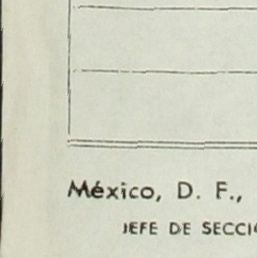 México, D. F.,
JEFE DE SECCI